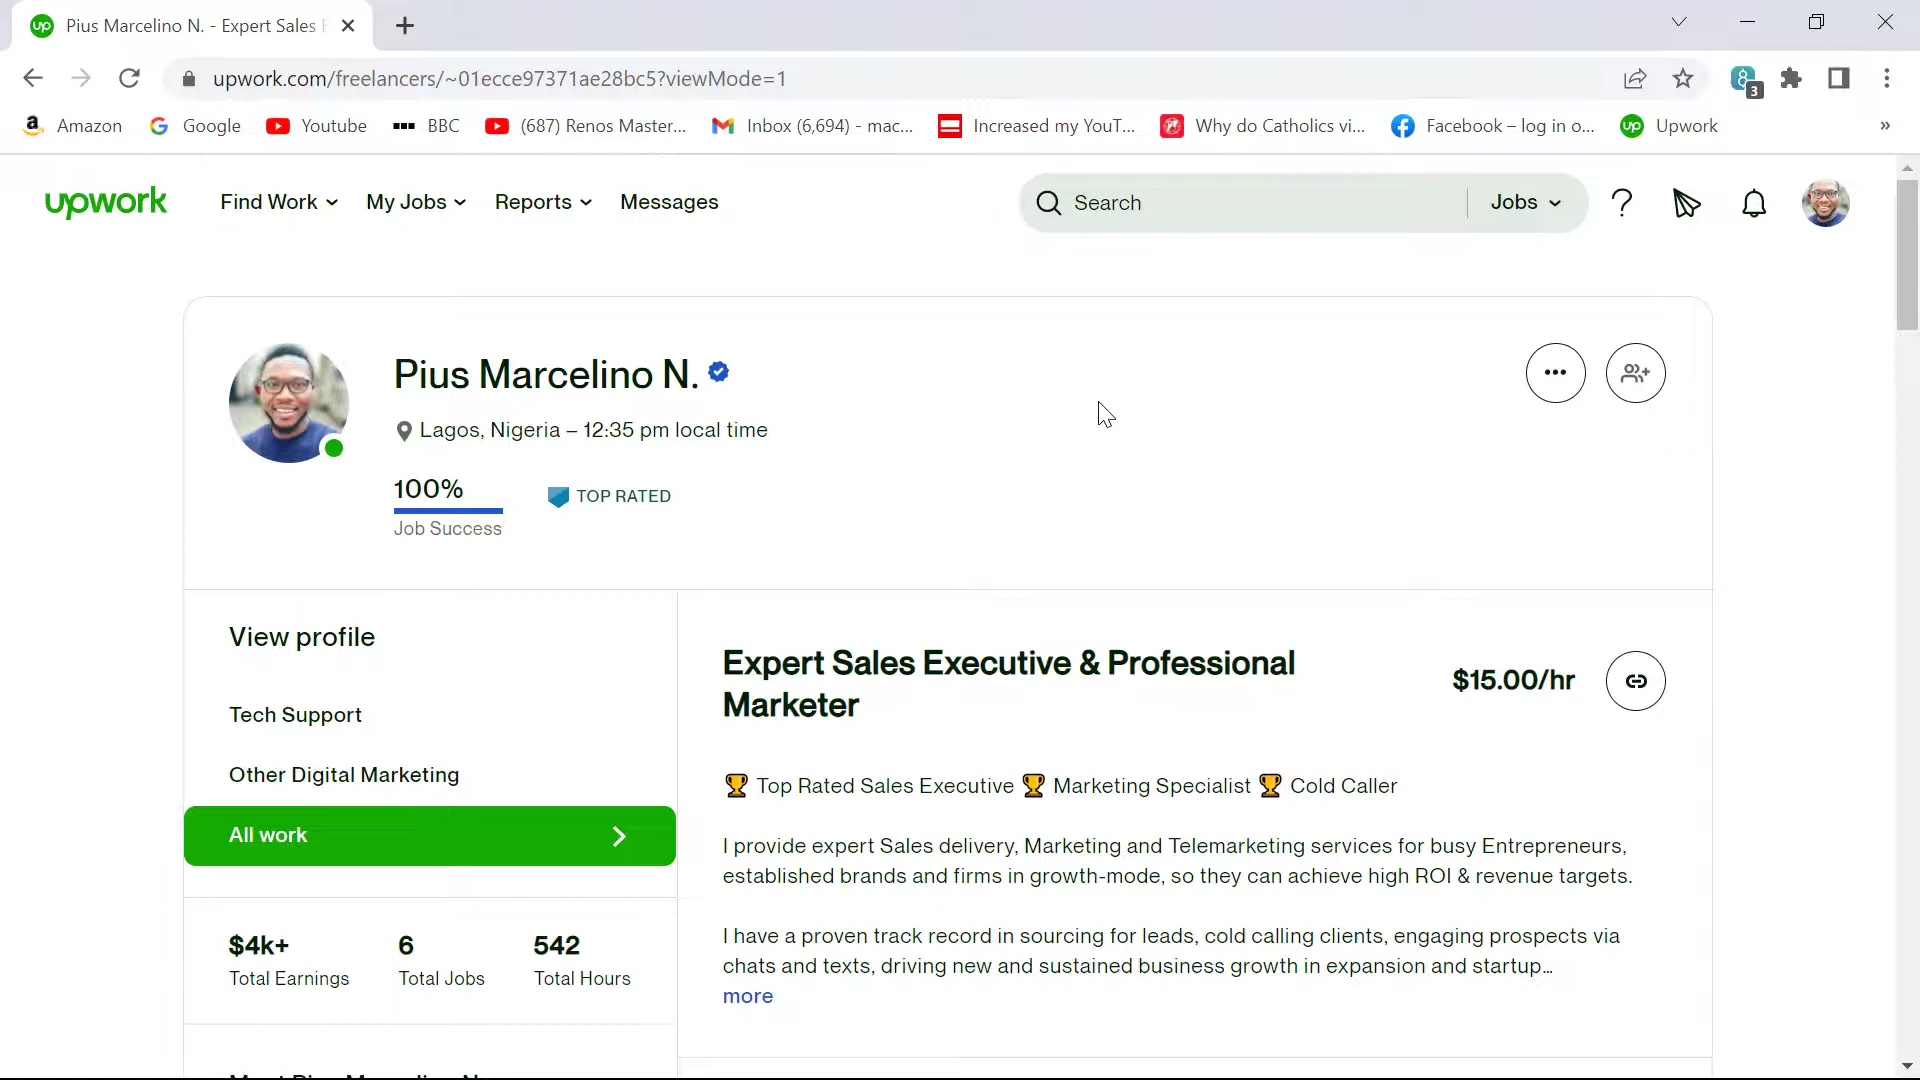 Pius Marcelino N. - Expert Sales E
upwork.com/freelancers/~01ecce97371ae28bc5?viewMode=1
3
Amazon Google Youtube BBC (687) Renos Master... Inbox (6,694) - mac... Increased my YouT... Why do Catholics vi... Facebook – log in o... Upwork »
upwork Find Work My Jobs Reports Messages Search Jobs
Pius Marcelino N.
Lagos, Nigeria – 12:35 pm local time
100%
Job Success
TOP RATED
View profile
Tech Support
Other Digital Marketing
All work
$4k+ 6 542
Total Earnings Total Jobs Total Hours
Expert Sales Executive & Professional
Marketer
$15.00/hr
🏆 Top Rated Sales Executive 🏆 Marketing Specialist 🏆 Cold Caller
I provide expert Sales delivery, Marketing and Telemarketing services for busy Entrepreneurs,
established brands and firms in growth-mode, so they can achieve high ROI & revenue targets.
I have a proven track record in sourcing for leads, cold calling clients, engaging prospects via
chats and texts, driving new and sustained business growth in expansion and startup…
more